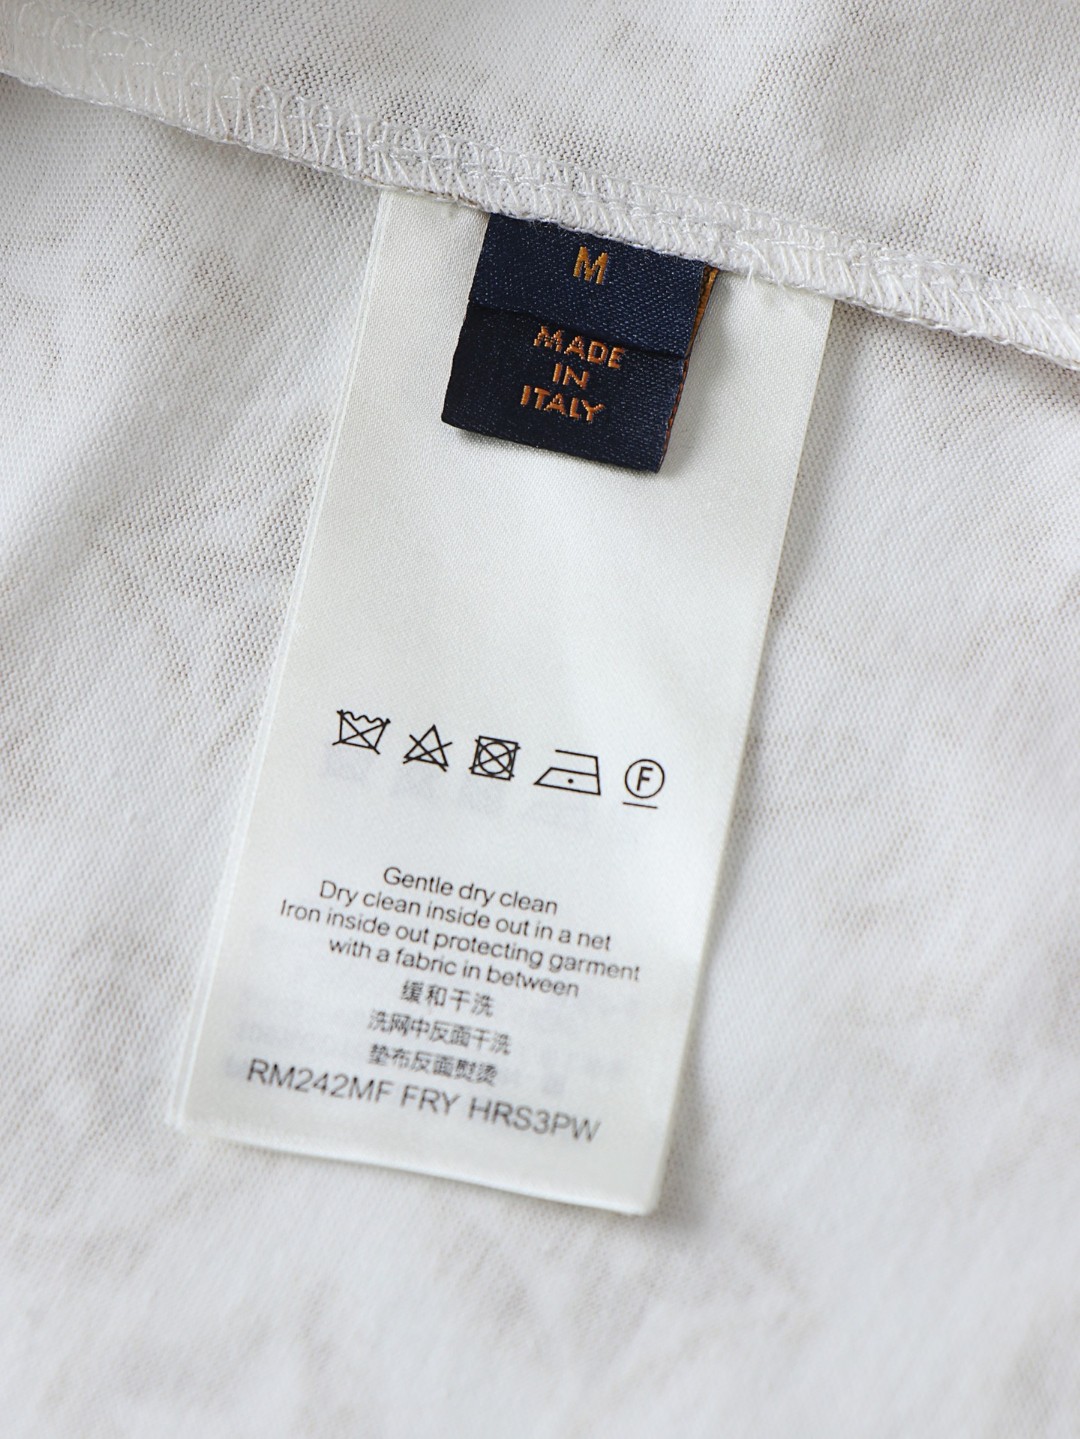 M
MADE
IN
ITALY
F
Gentle dry clean
Dry clean inside out in a net
Iron inside out protecting garment
with a fabric in between
缓和干洗
洗网中反面干洗
垫布反面熨烫
RM242MF FRY HRS3PW